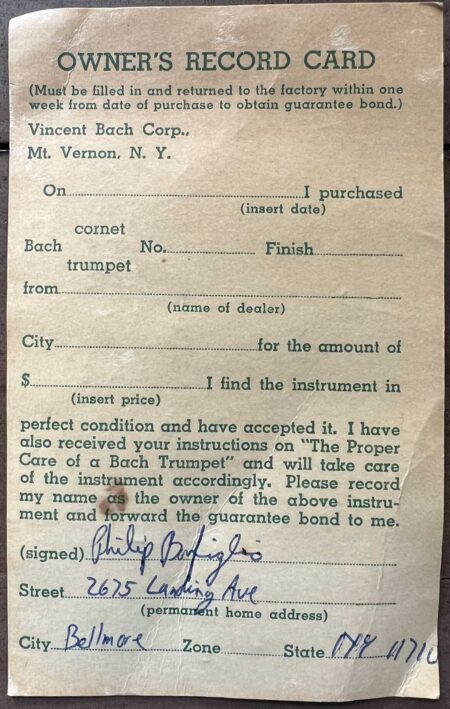 OWNER'S RECORD CARD
(Must be filled in and returned to the factory within one
week from date of purchase to obtain guarantee bond.)
Vincent Bach Corp.,
Mt. Vernon, N. Y.
On I purchased
(insert date)
cornet
Bach No. Finish
trumpet
from
(name of dealer)
City for the amount of
$ I find the instrument in
(insert price)
perfect condition and have accepted it. I have
also received your instructions on "The Proper
Care of a Bach Trumpet" and will take care
of the instrument accordingly. Please record
my name as the owner of the above instru-
ment and forward the guarantee bond to me.
(signed) Philip Bonfiglio
Street 2675 Landing Ave
(permanent home address)
City Bellmore Zone State NY 11710